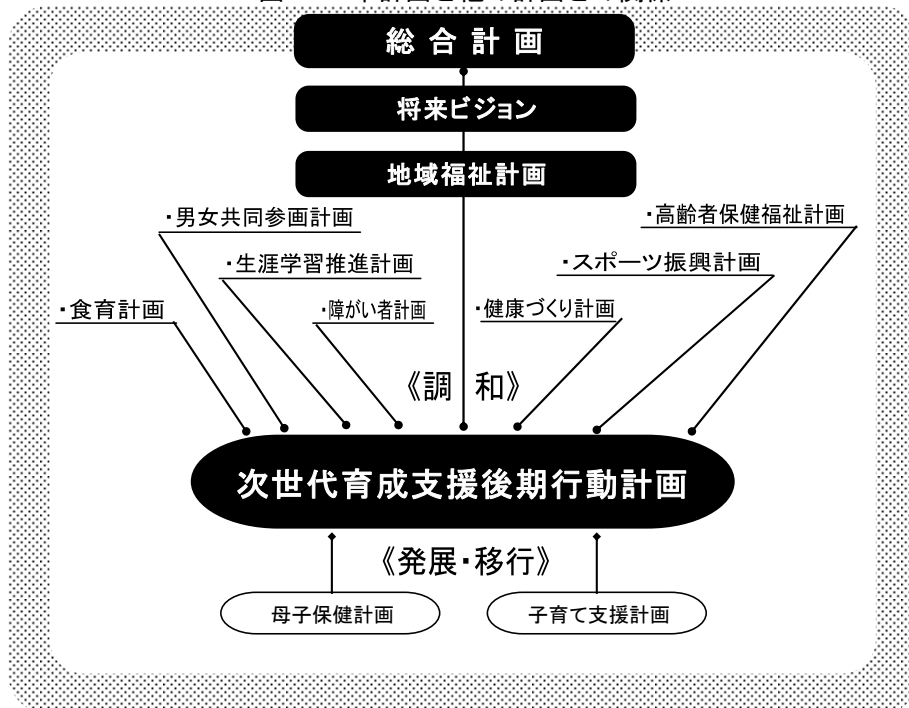 総合計画
将来ビジョン
地域福祉計画
・男女共同参画計画
・高齢者保健福祉計画
・生涯学習推進計画
・スポーツ振興計画
・食育計画
・障がい者計画
・健康づくり計画
《調和》
次世代育成支援後期行動計画
《発展・移行》
母子保健計画
子育て支援計画